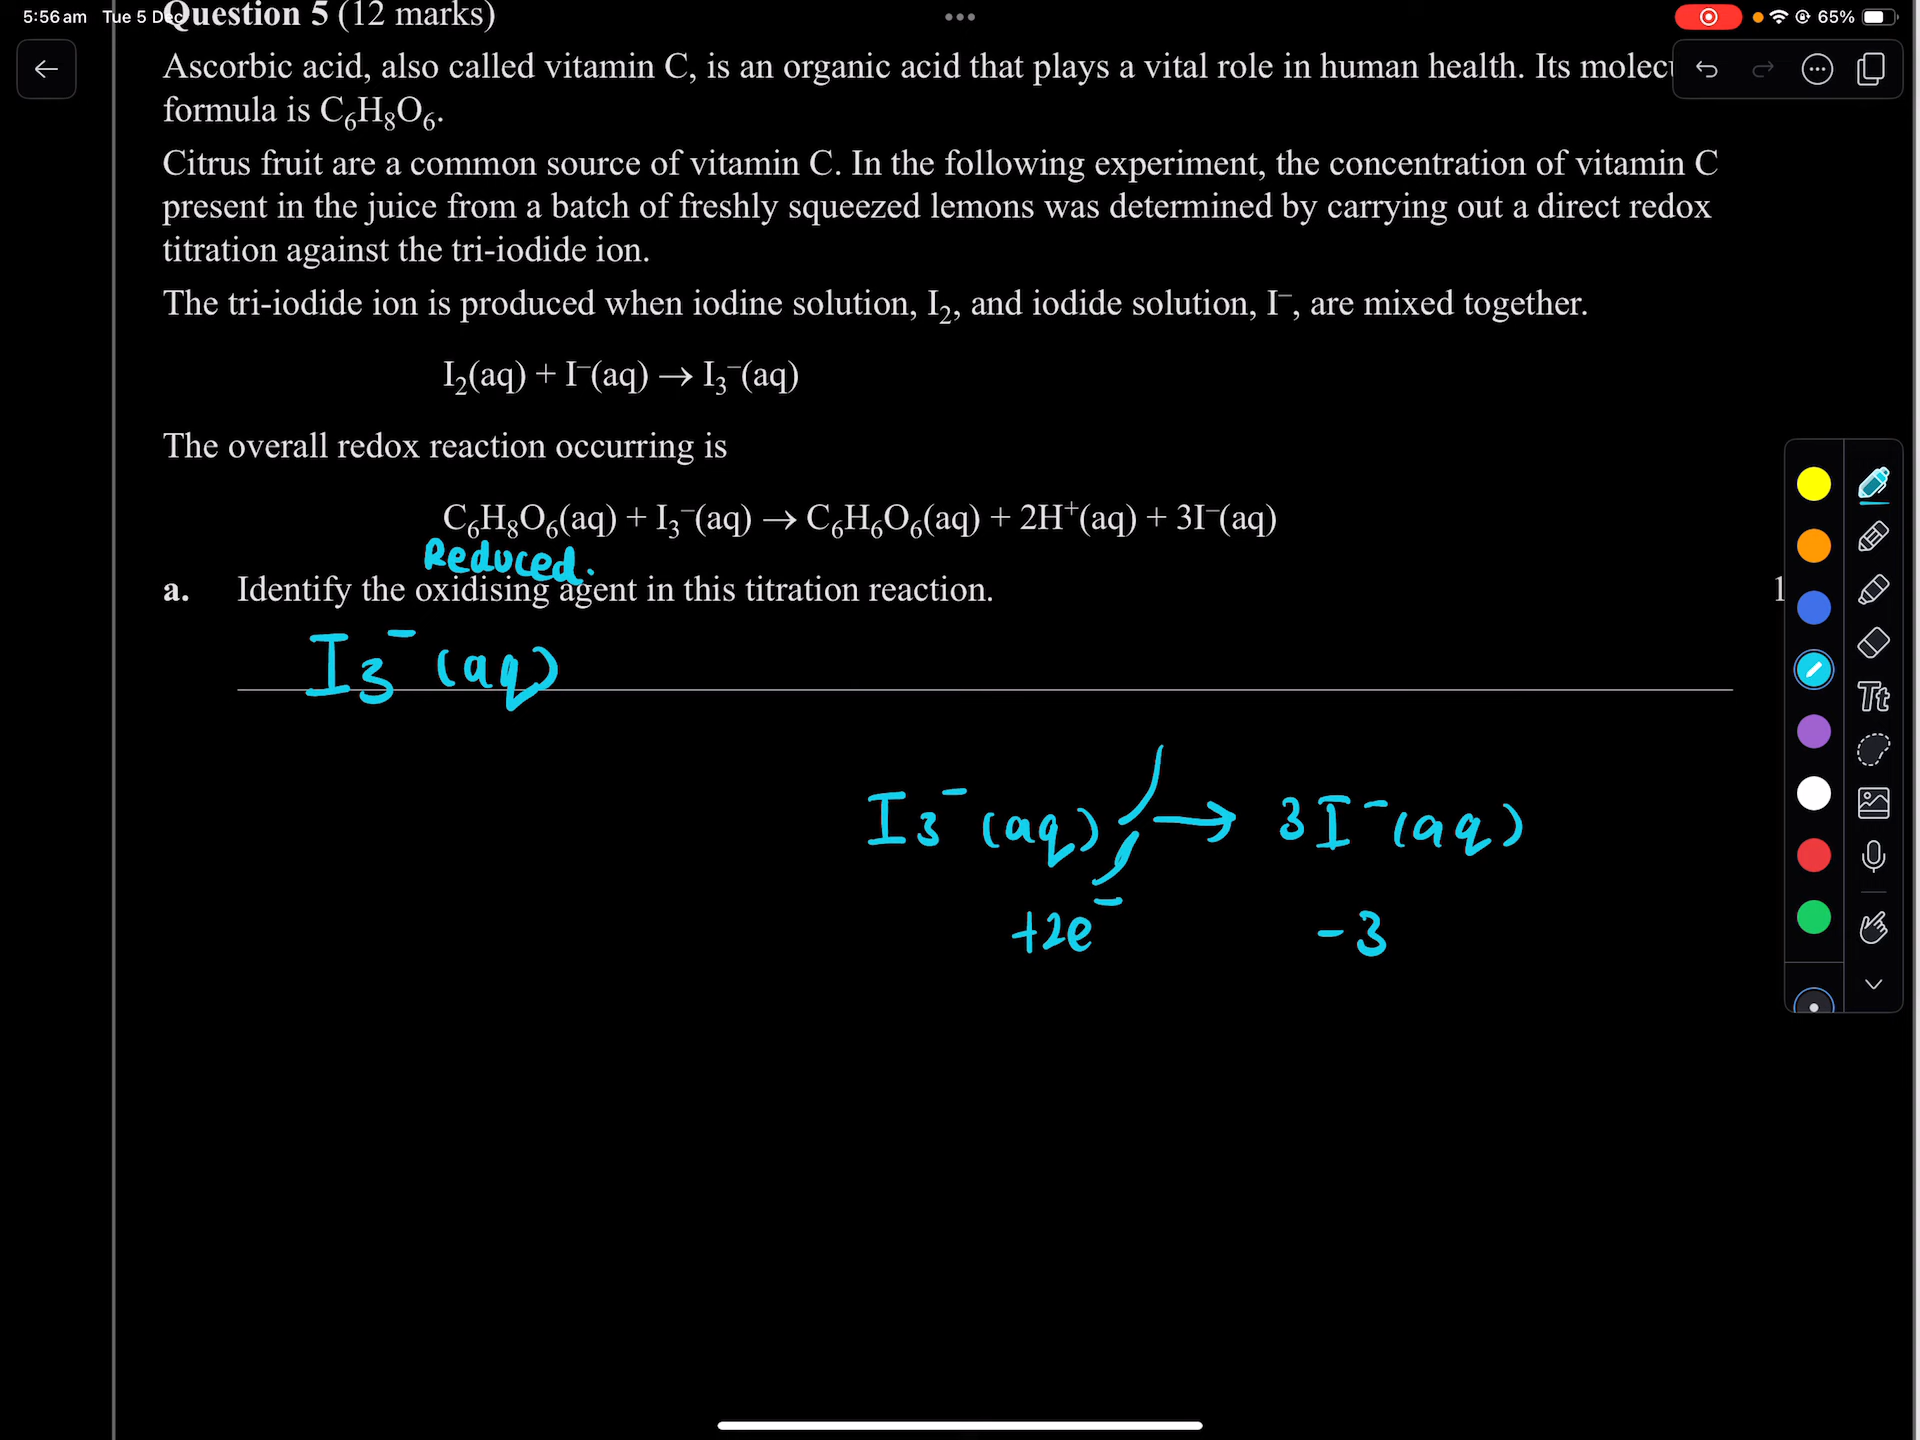 5:56 am Tue 5 Dec
65%
Question 5 (12 marks)
Ascorbic acid, also called vitamin C, is an organic acid that plays a vital role in human health. Its molecu
formula is C₆H₈O₆.
Citrus fruit are a common source of vitamin C. In the following experiment, the concentration of vitamin C
present in the juice from a batch of freshly squeezed lemons was determined by carrying out a direct redox
titration against the tri-iodide ion.
The tri-iodide ion is produced when iodine solution, I₂, and iodide solution, I⁻, are mixed together.
I₂(aq) + I⁻(aq) → I₃⁻(aq)
The overall redox reaction occurring is
C₆H₈O₆(aq) + I₃⁻(aq) → C₆H₆O₆(aq) + 2H⁺(aq) + 3I⁻(aq)
Reduced.
a. Identify the oxidising agent in this titration reaction. 1
I₃⁻(aq)
I₃⁻(aq) → 3I⁻(aq)
+2e⁻ -3
Tt